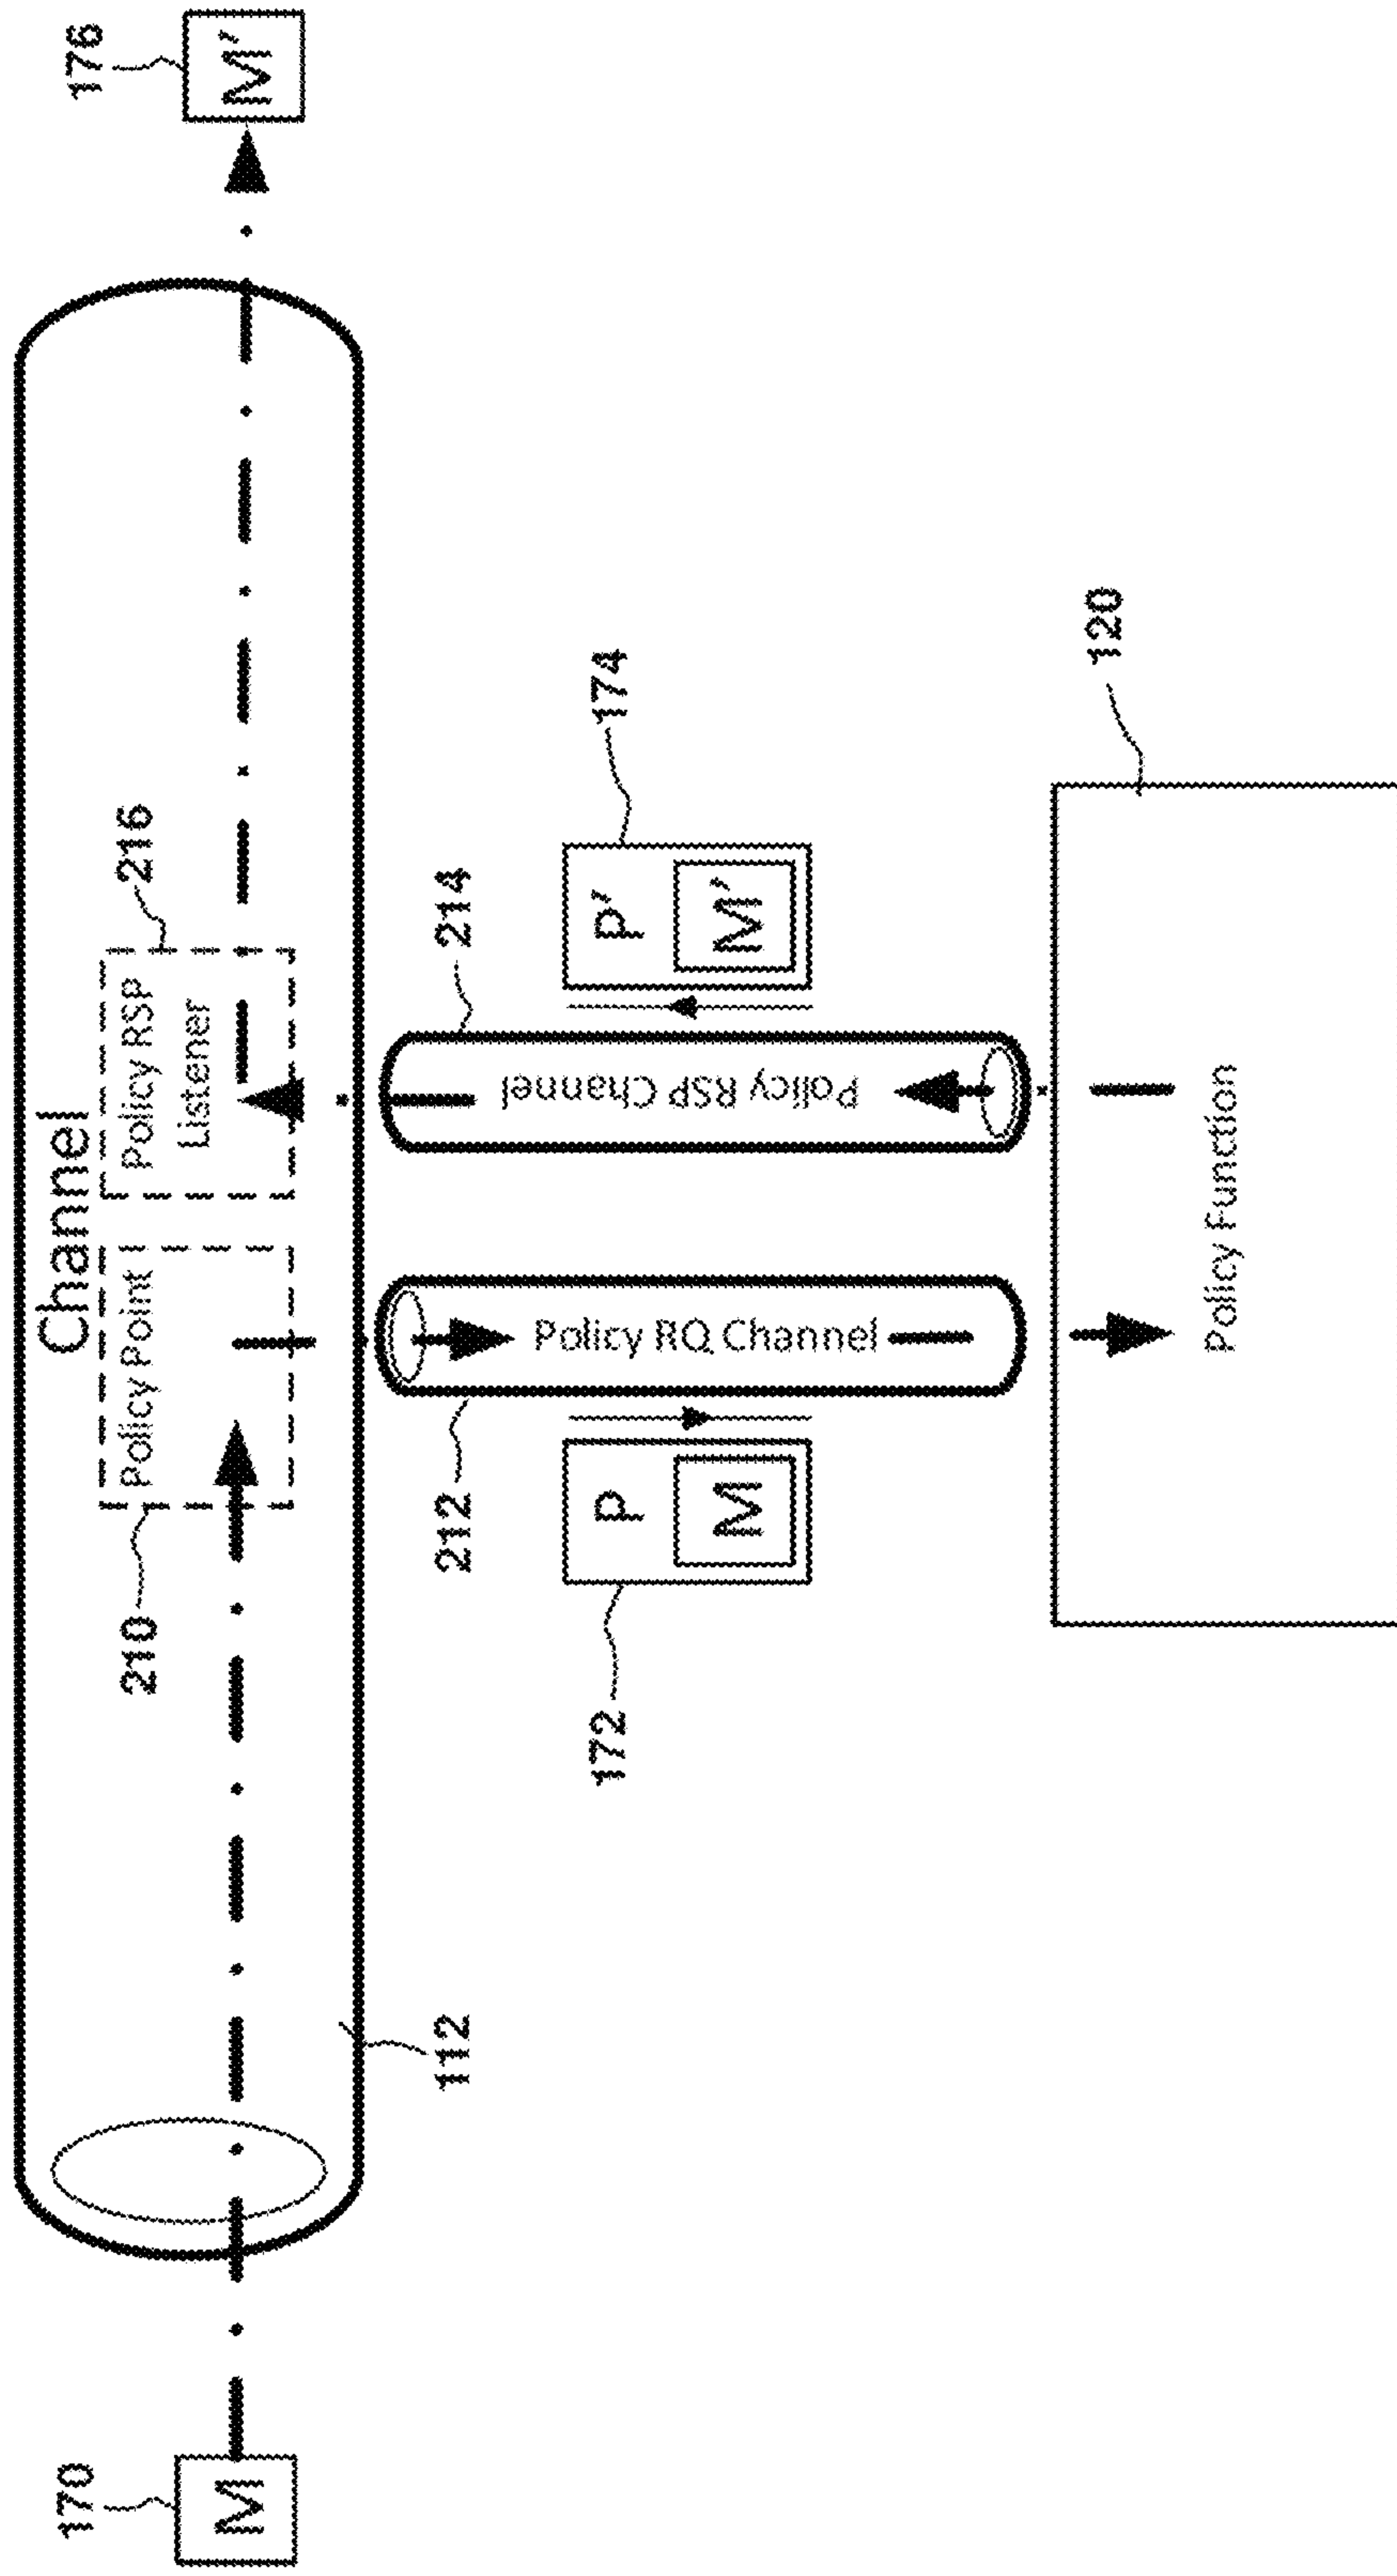 Channel
176
M'
Policy Point
Policy RSP
Listener
216
210
170
M
112
212
Policy RQ Channel
214
Policy RSP Channel
172
P
M
174
P'
M'
120
Policy Function